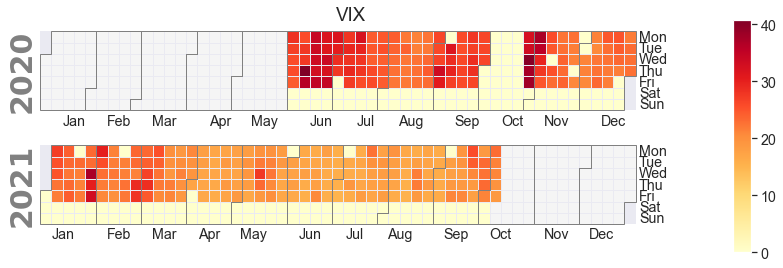 VIX
2020
Mon
Tue
Wed
Thu
Fri
Sat
Sun
Jan Feb Mar Apr May Jun Jul Aug Sep Oct Nov Dec
2021
Mon
Tue
Wed
Thu
Fri
Sat
Sun
Jan Feb Mar Apr May Jun Jul Aug Sep Oct Nov Dec
40
30
20
10
0